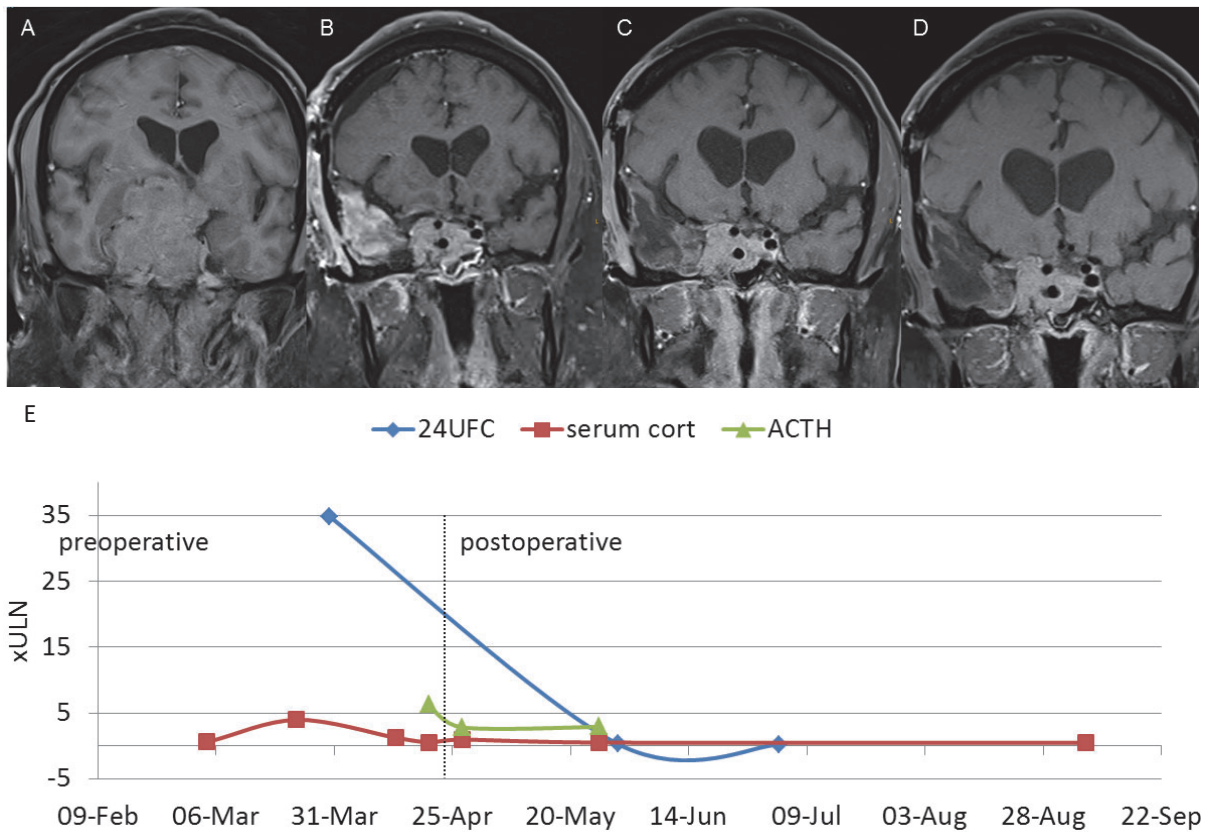 A B C D
L
L
E
24UFC serum cort ACTH
35
preoperative postoperative
25
xULN
15
5
-5
09-Feb 06-Mar 31-Mar 25-Apr 20-May 14-Jun 09-Jul 03-Aug 28-Aug 22-Sep